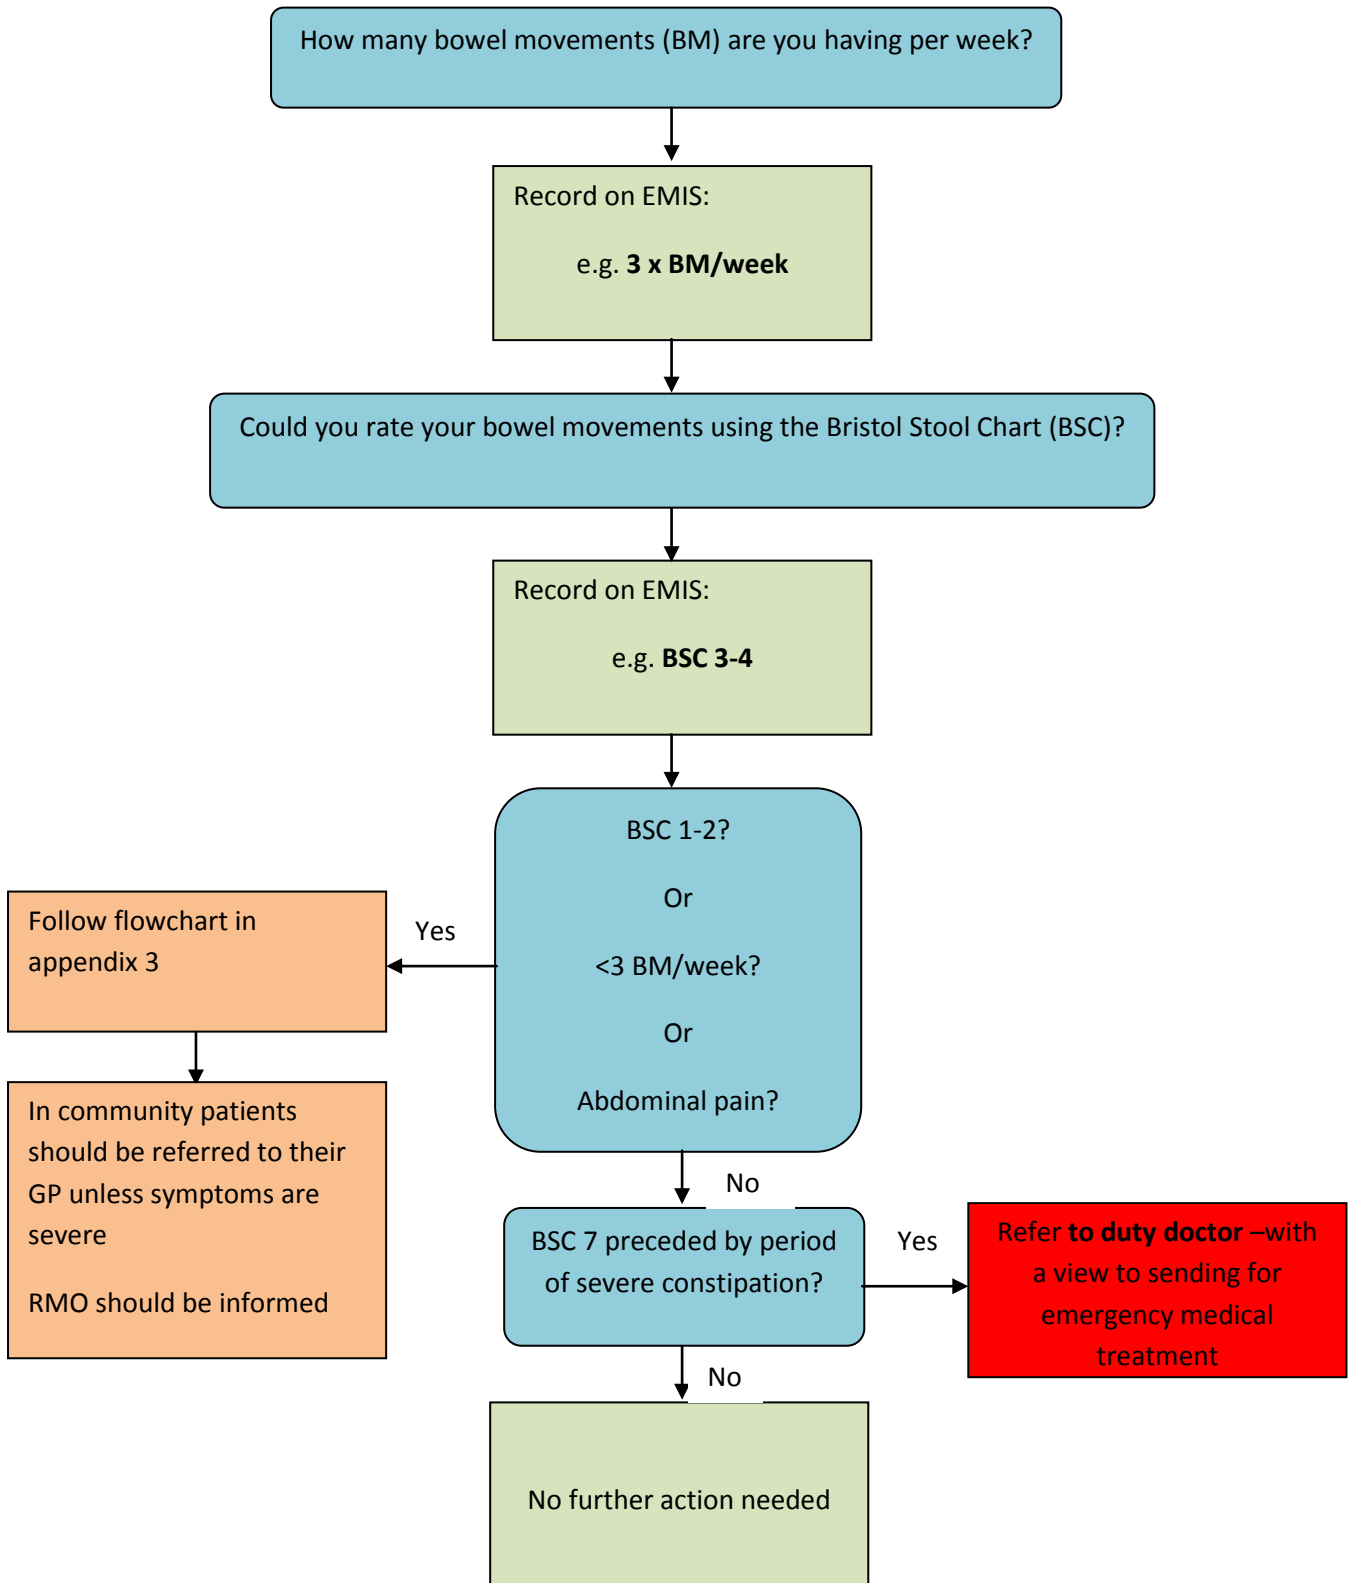 How many bowel movements (BM) are you having per week?
Record on EMIS:
e.g. 3 x BM/week
Could you rate your bowel movements using the Bristol Stool Chart (BSC)?
Record on EMIS:
e.g. BSC 3-4
BSC 1-2?
Or
<3 BM/week?
Or
Abdominal pain?
Yes
Follow flowchart in
appendix 3
In community patients
should be referred to their
GP unless symptoms are
severe
RMO should be informed
No
BSC 7 preceded by period
of severe constipation?
Yes
Refer to duty doctor –with
a view to sending for
emergency medical
treatment
No
No further action needed